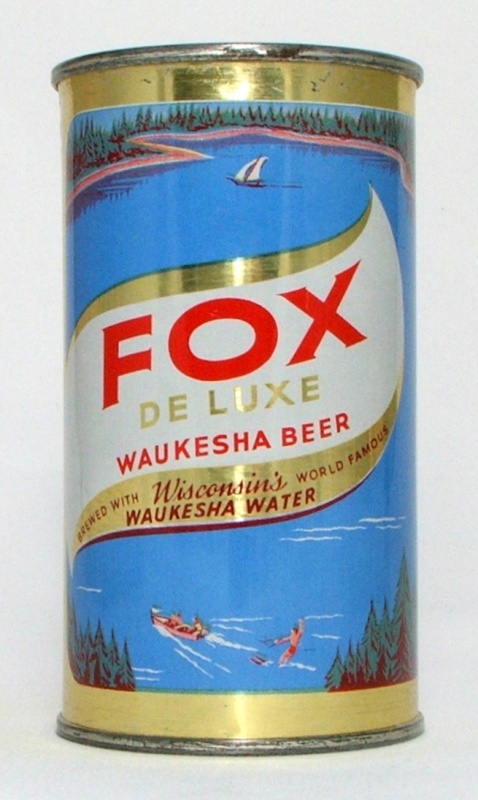 FOX
DE LUXE
WAUKESHA BEER
BREWED WITH Wisconsin's WORLD FAMOUS
WAUKESHA WATER